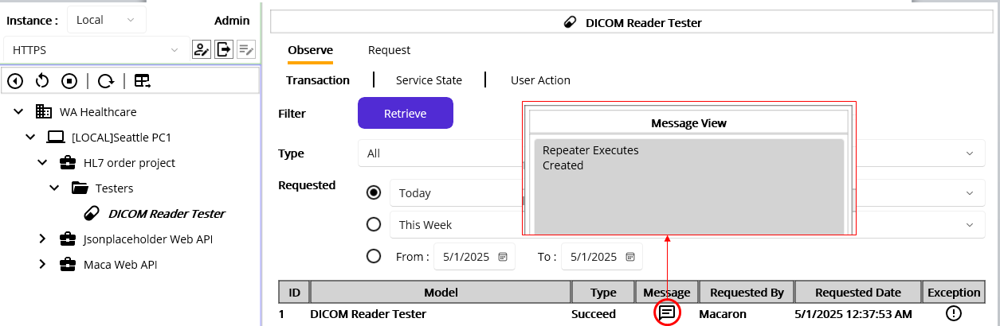 Instance :
Local
Admin
HTTPS
WA Healthcare
[LOCAL]Seattle PC1
HL7 order project
Testers
DICOM Reader Tester
Jsonplaceholder Web API
Maca Web API
DICOM Reader Tester
Observe
Request
Transaction
Service State
User Action
Filter
Retrieve
Type
All
Requested
Today
This Week
From :
5/1/2025
To :
5/1/2025
Message View
Repeater Executes
Created
ID
Model
Type
Message
Requested By
Requested Date
Exception
1
DICOM Reader Tester
Succeed
Macaron
5/1/2025 12:37:53 AM